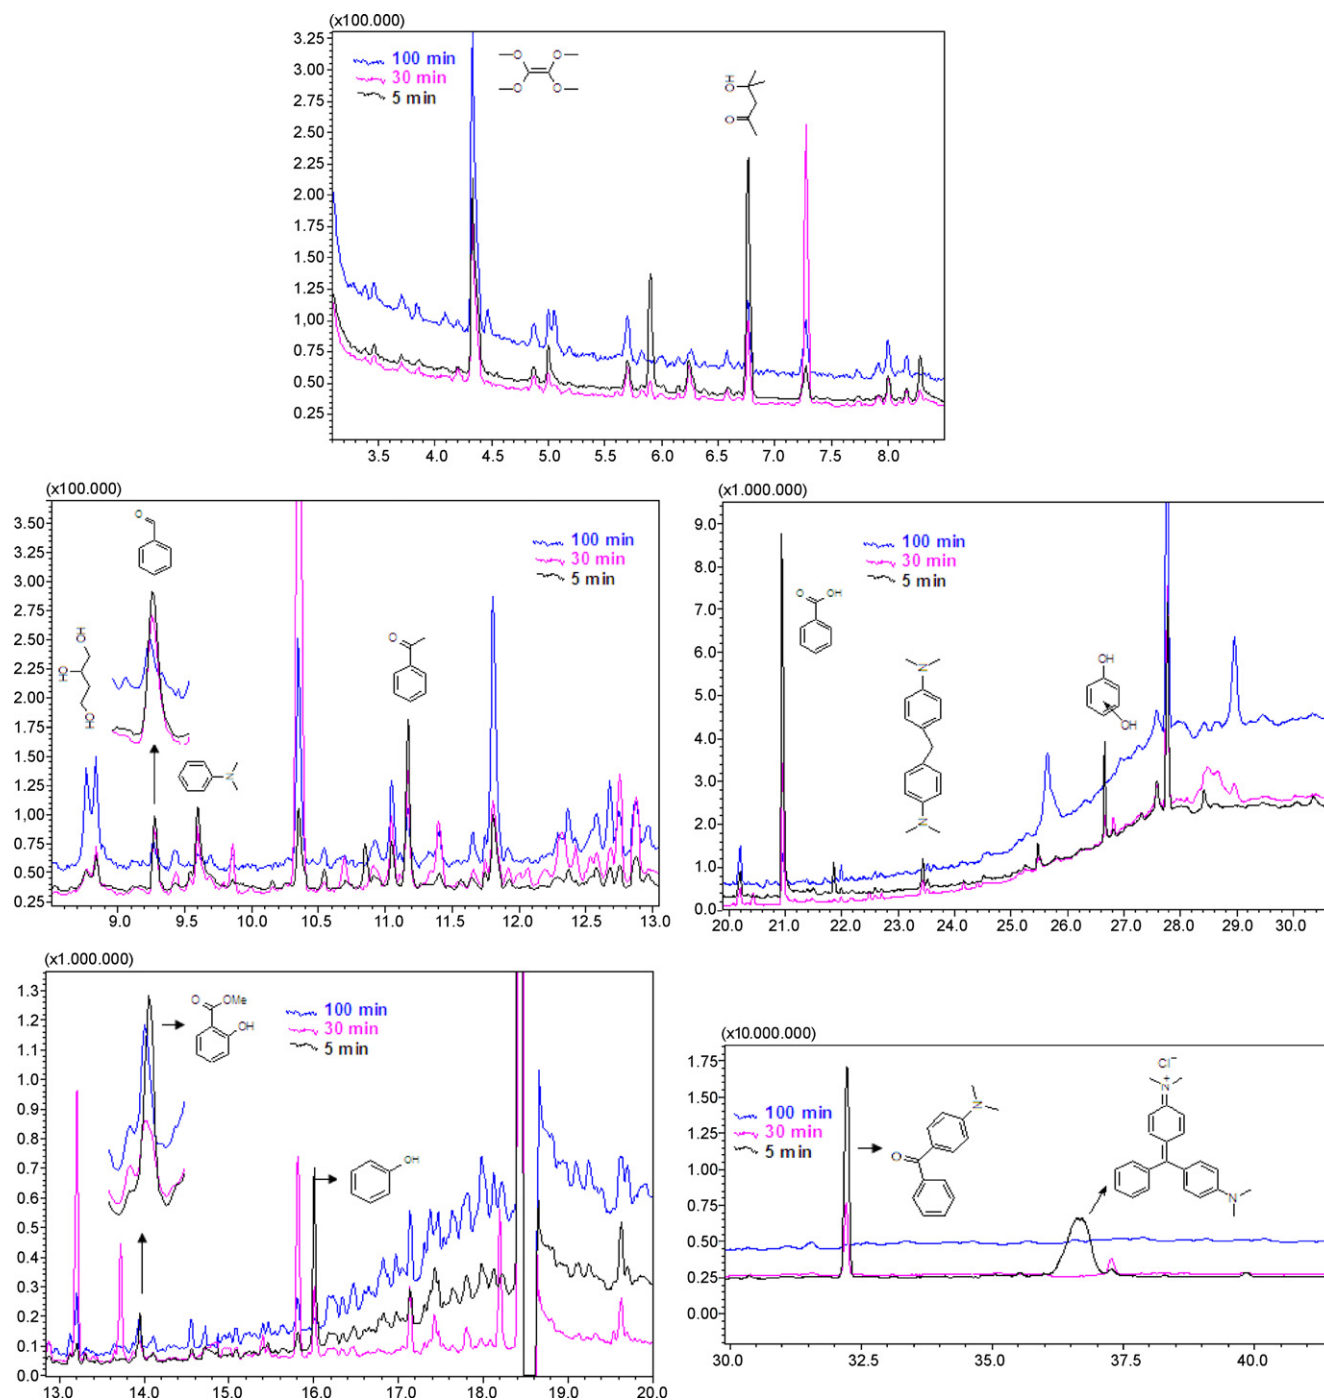 (x100.000)
3.25
3.00
2.75
2.50
2.25
2.00
1.75
1.50
1.25
1,00
0.75
0.50
0.25
100 min
30 min
5 min
O O
O O
OH
O
3.5 4.0 4.5 5.0 5.5 6.0 6.5 7.0 7.5 8.0
(x100.000)
3.50
3.25
3.00
2.75
2.50
2.25
2.00
1.75
1.50
1.25
1.00
0.75
0.50
0.25
O
OH
OH
OH
N
O
100 min
30 min
5 min
9.0 9.5 10.0 10.5 11.0 11.5 12.0 12.5 13.0
(x1.000.000)
9.0
8.0
7.0
6.0
5.0
4.0
3.0
2.0
1.0
0.0
100 min
30 min
5 min
O OH
N
N
OH
OH
20.0 21.0 22.0 23.0 24.0 25.0 26.0 27.0 28.0 29.0 30.0
(x1.000.000)
1.3
1.2
1.1
1.0
0.9
0.8
0.7
0.6
0.5
0.4
0.3
0.2
0.1
0.0
O OMe
OH
100 min
30 min
5 min
OH
13.0 14.0 15.0 16.0 17.0 18.0 19.0 20.0
(x10.000.000)
1.75
1.50
1.25
1.00
0.75
0.50
0.25
0.00
100 min
30 min
5 min
N
O
Cl⁻
N⁺
N
30.0 32.5 35.0 37.5 40.0